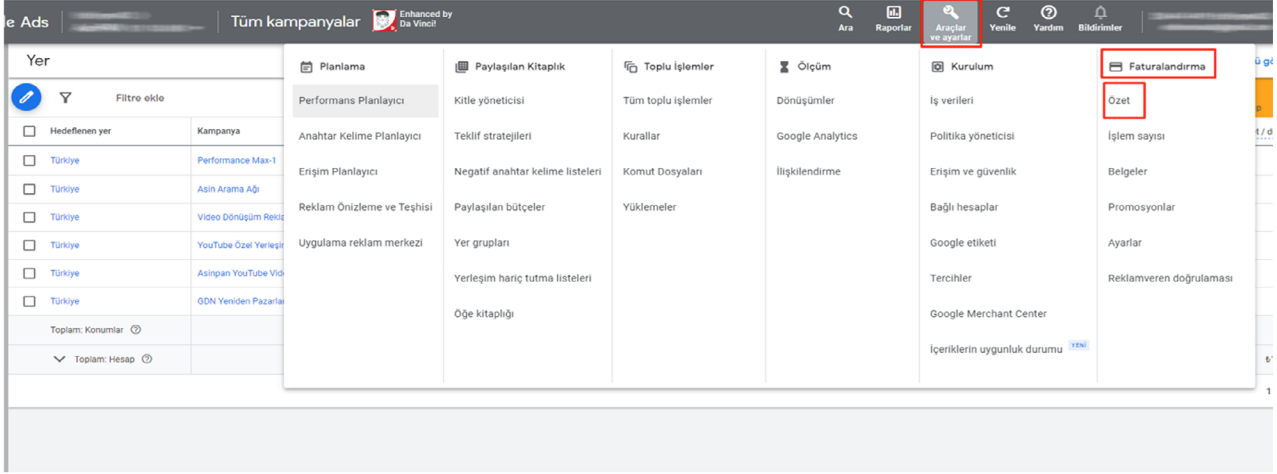 le Ads
Tüm kampanyalar
Enhanced by
Da Vinci!
Ara
Raporlar
Araçlar
ve ayarlar
Yenile
Yardım
Bildirimler
Yer
Filtre ekle
Hedeflenen yer
Kampanya
Türkiye
Performance Max-1
Türkiye
Asin Arama Ağı
Türkiye
Video Dönüşüm Rekla
Türkiye
YouTube Özel Yerleşir
Türkiye
Asinpan YouTube Vide
Türkiye
GDN Yeniden Pazarlar
Toplam: Konumlar
Toplam: Hesap
Planlama
Performans Planlayıcı
Anahtar Kelime Planlayıcı
Erişim Planlayıcı
Reklam Önizleme ve Teşhisi
Uygulama reklam merkezi
Paylaşılan Kitaplık
Kitle yöneticisi
Teklif stratejileri
Negatif anahtar kelime listeleri
Paylaşılan bütçeler
Yer grupları
Yerleşim hariç tutma listeleri
Öğe kitaplığı
Toplu İşlemler
Tüm toplu işlemler
Kurallar
Komut Dosyaları
Yüklemeler
Ölçüm
Dönüşümler
Google Analytics
İlişkilendirme
Kurulum
İş verileri
Politika yöneticisi
Erişim ve güvenlik
Bağlı hesaplar
Google etiketi
Tercihler
Google Merchant Center
İçeriklerin uygunluk durumu YENİ
Faturalandırma
Özet
İşlem sayısı
Belgeler
Promosyonlar
Ayarlar
Reklamveren doğrulaması